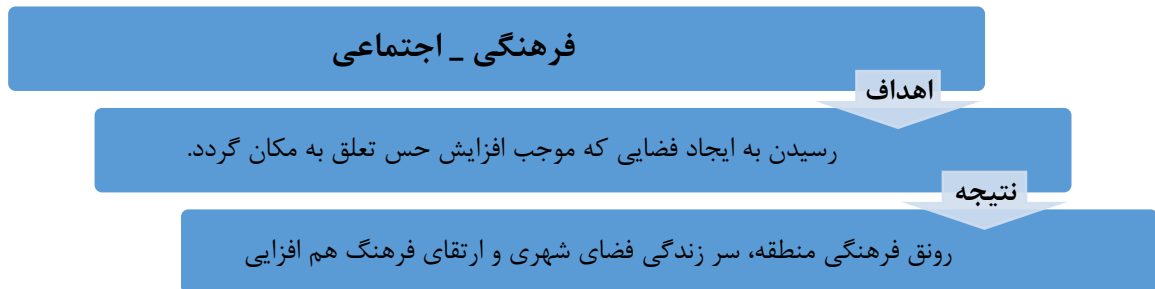 فرهنگی _ اجتماعی
اهداف
رسیدن به ایجاد فضایی که موجب افزایش حس تعلق به مکان گردد.
نتیجه
رونق فرهنگی منطقه، سر زندگی فضای شهری و ارتقای فرهنگ هم افزایی